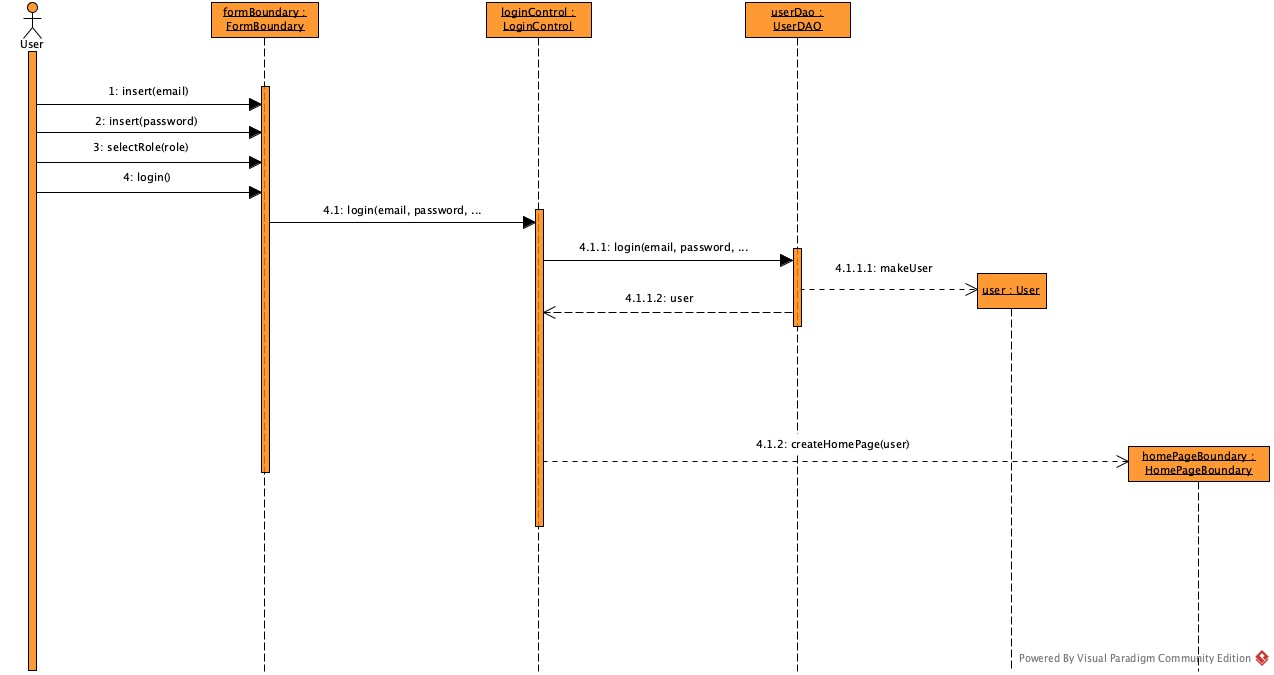 formBoundary :
FormBoundary
loginControl :
LoginControl
userDao :
UserDAO
User
1: insert(email)
2: insert(password)
3: selectRole(role)
4: login()
4.1: login(email, password, ...
4.1.1: login(email, password, ...
4.1.1.1: makeUser
user : User
4.1.1.2: user
4.1.2: createHomePage(user)
homePageBoundary :
HomePageBoundary
Powered By Visual Paradigm Community Edition